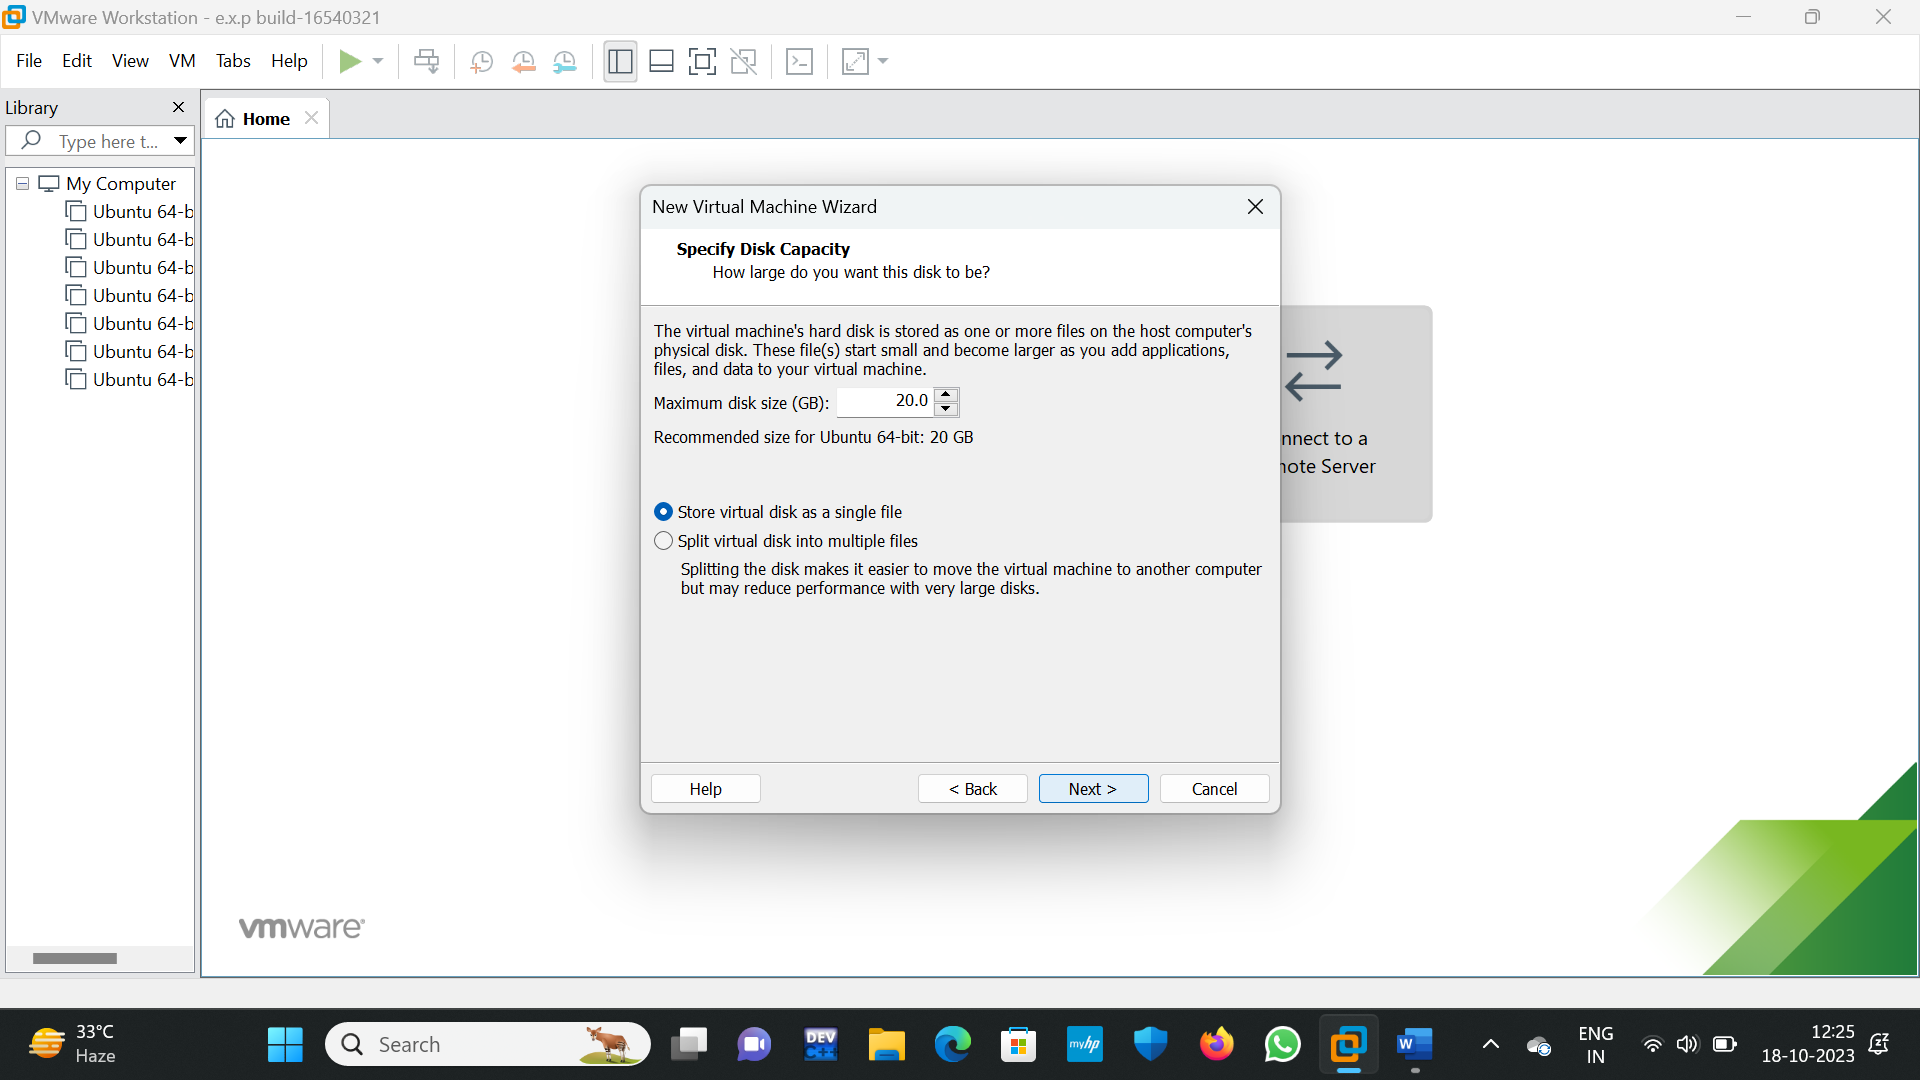 VMware Workstation - e.x.p build-16540321
File Edit View VM Tabs Help
Library
Home
Type here t...
My Computer
Ubuntu 64-b
Ubuntu 64-b
Ubuntu 64-b
Ubuntu 64-b
Ubuntu 64-b
Ubuntu 64-b
Ubuntu 64-b
New Virtual Machine Wizard
Specify Disk Capacity
How large do you want this disk to be?
The virtual machine's hard disk is stored as one or more files on the host computer's
physical disk. These file(s) start small and become larger as you add applications,
files, and data to your virtual machine.
Maximum disk size (GB): 20.0
Recommended size for Ubuntu 64-bit: 20 GB
Store virtual disk as a single file
Split virtual disk into multiple files
Splitting the disk makes it easier to move the virtual machine to another computer
but may reduce performance with very large disks.
Help < Back Next > Cancel
nnect to a
note Server
vmware
33°C
Haze
Search
DEV
C++
myhp
W
ENG
IN
12:25
18-10-2023